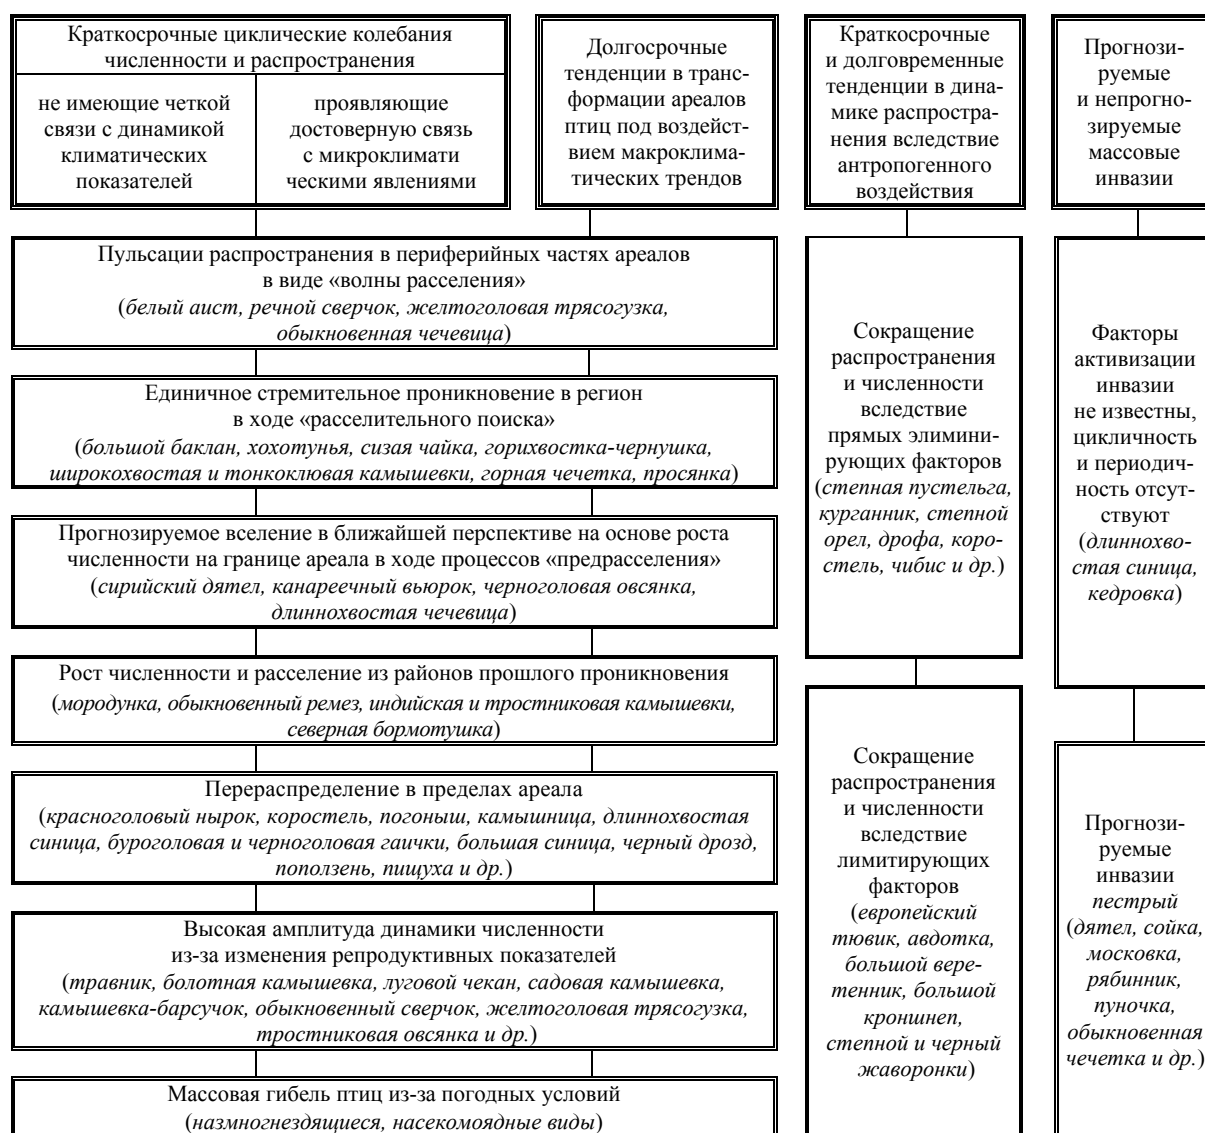 Краткосрочные циклические колебания
численности и распространения
не имеющие четкой
связи с динамикой
климатических
показателей
проявляющие
достоверную связь
с микроклимати
ческими явлениями
Долгосрочные
тенденции в транс-
формации ареалов
птиц под воздейст-
вием макроклима-
тических трендов
Краткосрочные
и долговременные
тенденции в дина-
мике распростра-
нения вследствие
антропогенного
воздействия
Прогнози-
руемые
и непрогно-
зируемые
массовые
инвазии
Пульсации распространения в периферийных частях ареалов
в виде «волны расселения»
(белый аист, речной сверчок, желтоголовая трясогузка,
обыкновенная чечевица)
Единичное стремительное проникновение в регион
в ходе «расселительного поиска»
(большой баклан, хохотунья, сизая чайка, горихвостка-чернушка,
широкохвостая и тонкоклювая камышевки, горная чечетка, просянка)
Прогнозируемое вселение в ближайшей перспективе на основе роста
численности на границе ареала в ходе процессов «предрасселения»
(сирийский дятел, канареечный вьюрок, черноголовая овсянка,
длиннохвостая чечевица)
Рост численности и расселение из районов прошлого проникновения
(мородунка, обыкновенный ремез, индийская и тростниковая камышевки,
северная бормотушка)
Перераспределение в пределах ареала
(красноголовый нырок, коростель, погоныш, камышница, длиннохвостая
синица, буроголовая и черноголовая гаички, большая синица, черный дрозд,
поползень, пищуха и др.)
Высокая амплитуда динамики численности
из-за изменения репродуктивных показателей
(травник, болотная камышевка, луговой чекан, садовая камышевка,
камышевка-барсучок, обыкновенный сверчок, желтоголовая трясогузка,
тростниковая овсянка и др.)
Массовая гибель птиц из-за погодных условий
(назмногнездящиеся, насекомоядные виды)
Сокращение
распространения
и численности
вследствие
прямых элимини-
рующих факторов
(степная пустельга,
курганник, степной
орел, дрофа, коро-
стель, чибис и др.)
Сокращение
распространения
и численности
вследствие
лимитирующих
факторов
(европейский
тювик, авдотка,
большой вере-
тенник, большой
кроншнеп,
степной и черный
жаворонки)
Факторы
активизации
инвазии
не известны,
цикличность
и периодич-
ность отсут-
ствуют
(длиннохво-
стая синица,
кедровка)
Прогнози-
руемые
инвазии
пестрый
(дятел, сойка,
московка,
рябинник,
пуночка,
обыкновенная
чечетка и др.)